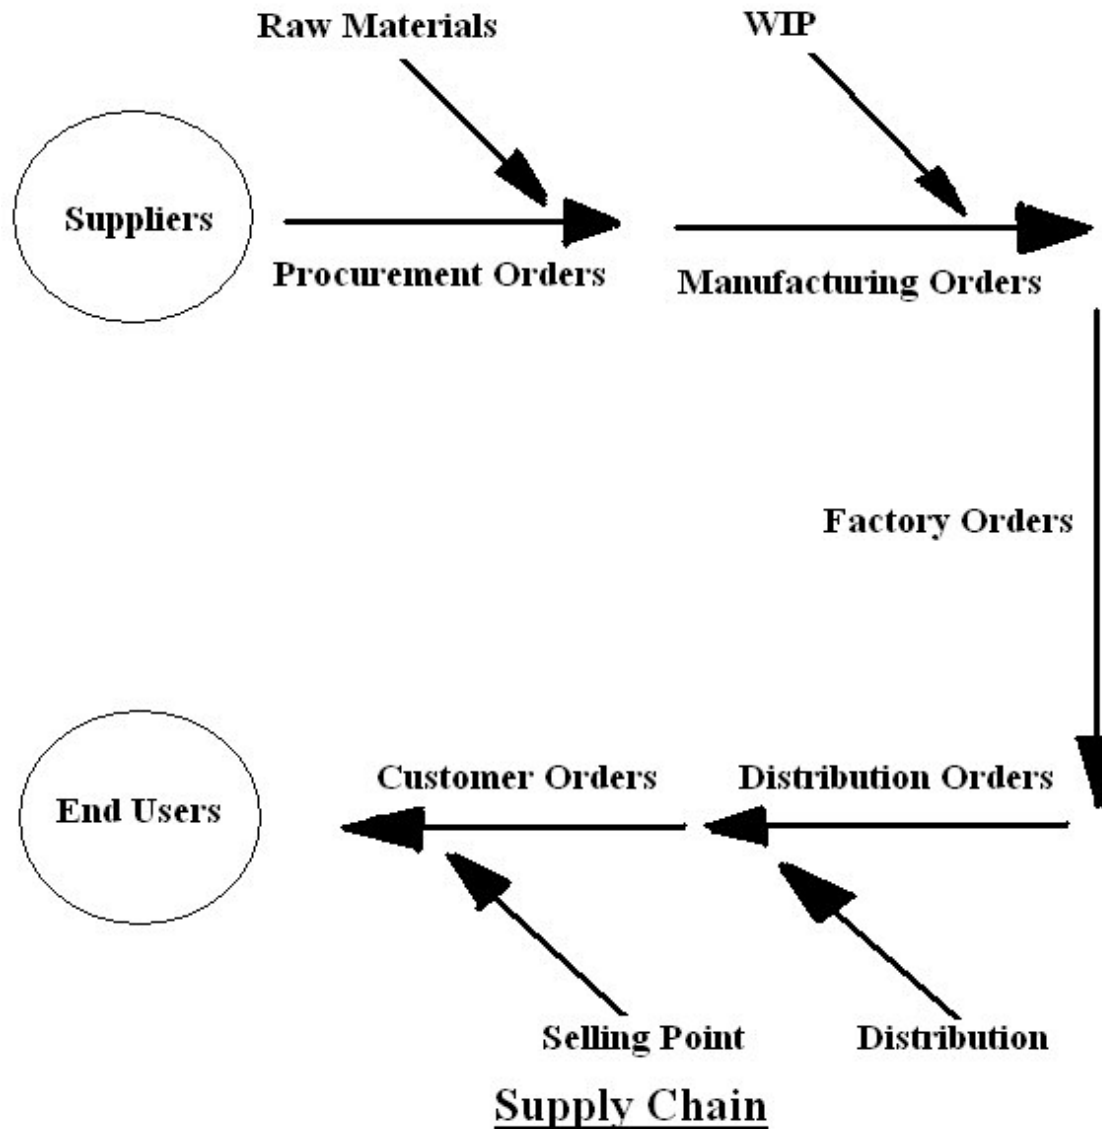 Raw Materials
WIP
Suppliers
Procurement Orders
Manufacturing Orders
Factory Orders
Customer Orders
Distribution Orders
End Users
Selling Point
Distribution
Supply Chain